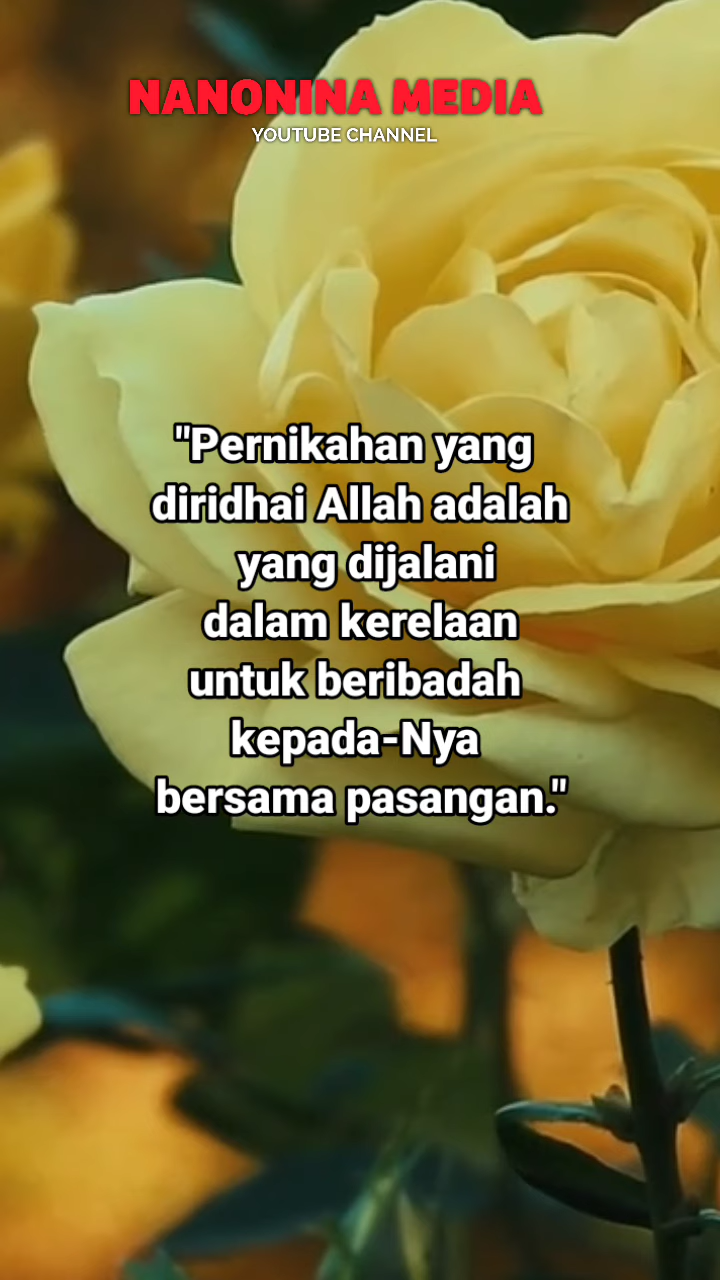 NANONINA MEDIA
YOUTUBE CHANNEL
"Pernikahan yang
diridhai Allah adalah
yang dijalani
dalam kerelaan
untuk beribadah
kepada-Nya
bersama pasangan."